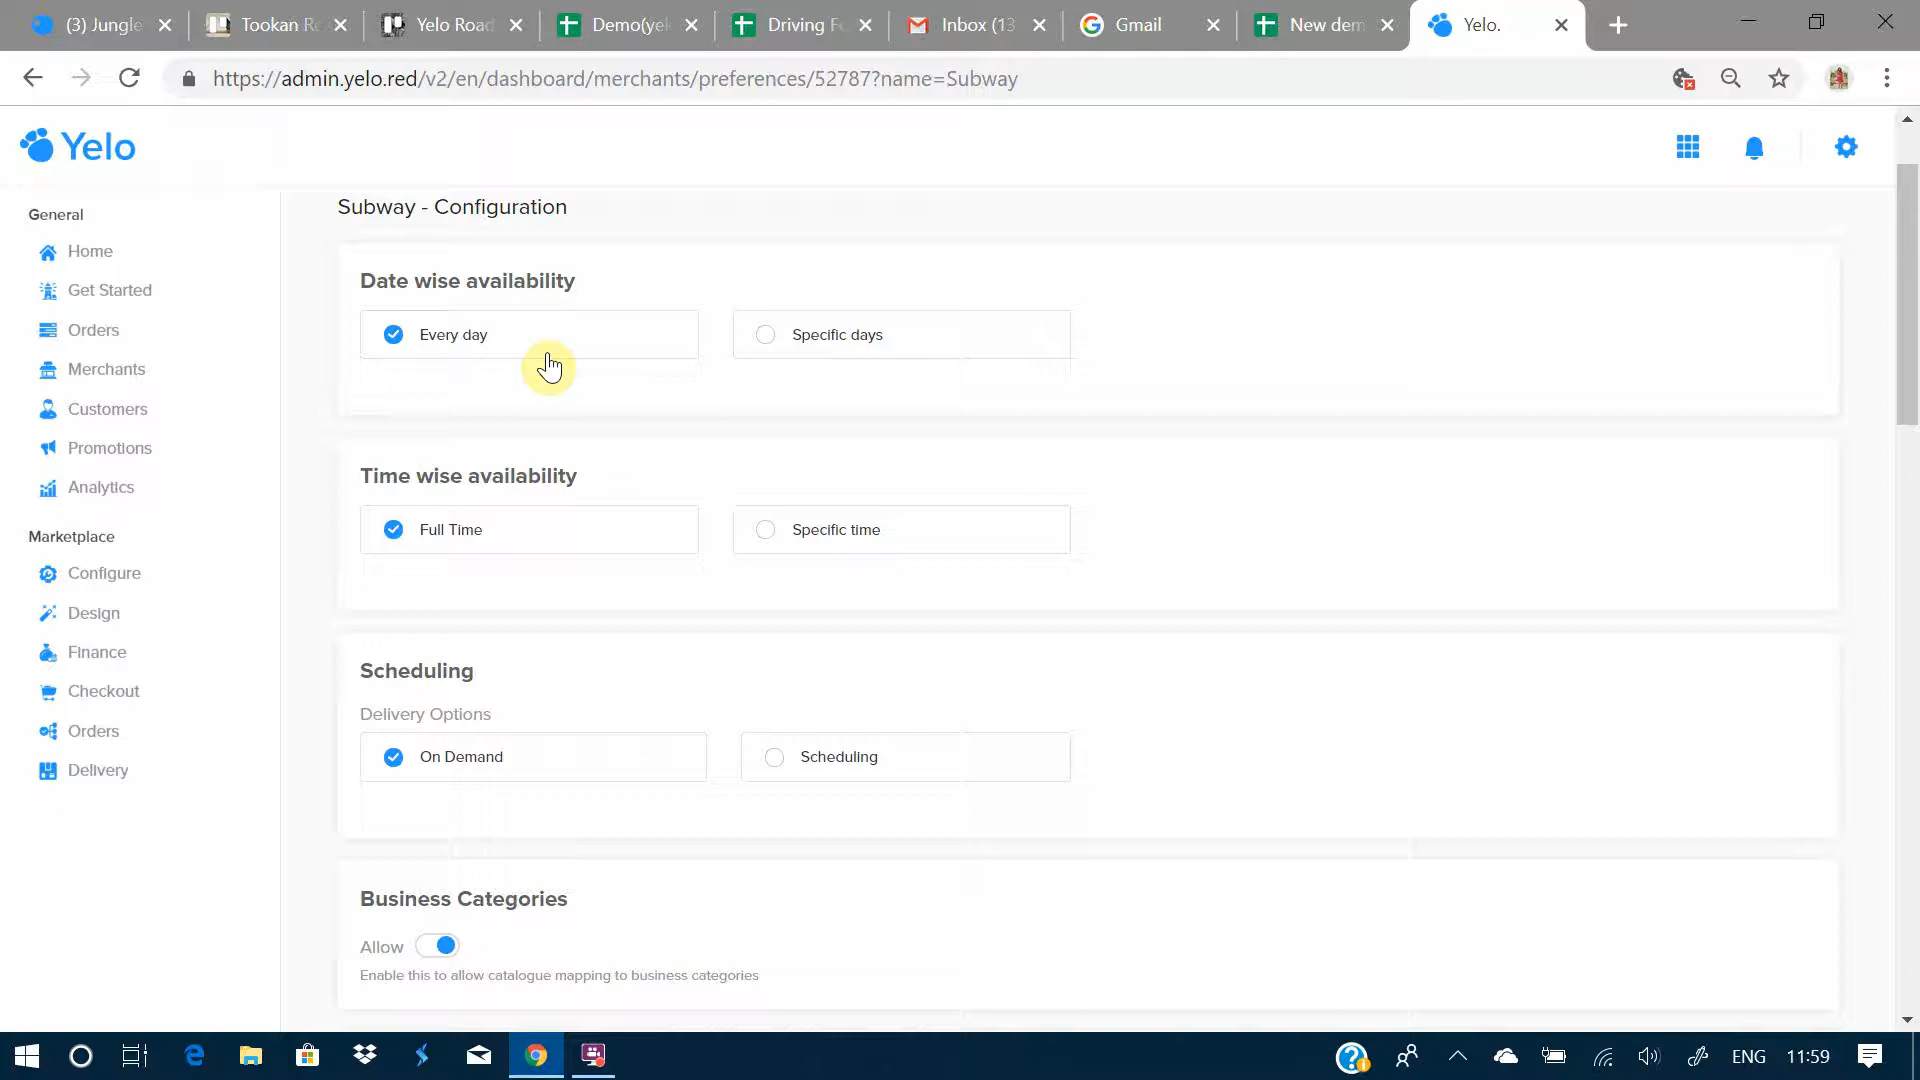 (3) Jungle
Tookan Ro
Yelo Road
Demo(yel
Driving F
Inbox (13
Gmail
New dem
Yelo.
https://admin.yelo.red/v2/en/dashboard/merchants/preferences/52787?name=Subway
Yelo
General
Home
Get Started
Orders
Merchants
Customers
Promotions
Analytics
Marketplace
Configure
Design
Finance
Checkout
Orders
Delivery
Subway - Configuration
Date wise availability
Every day
Specific days
Time wise availability
Full Time
Specific time
Scheduling
Delivery Options
On Demand
Scheduling
Business Categories
Allow
Enable this to allow catalogue mapping to business categories
ENG
11:59